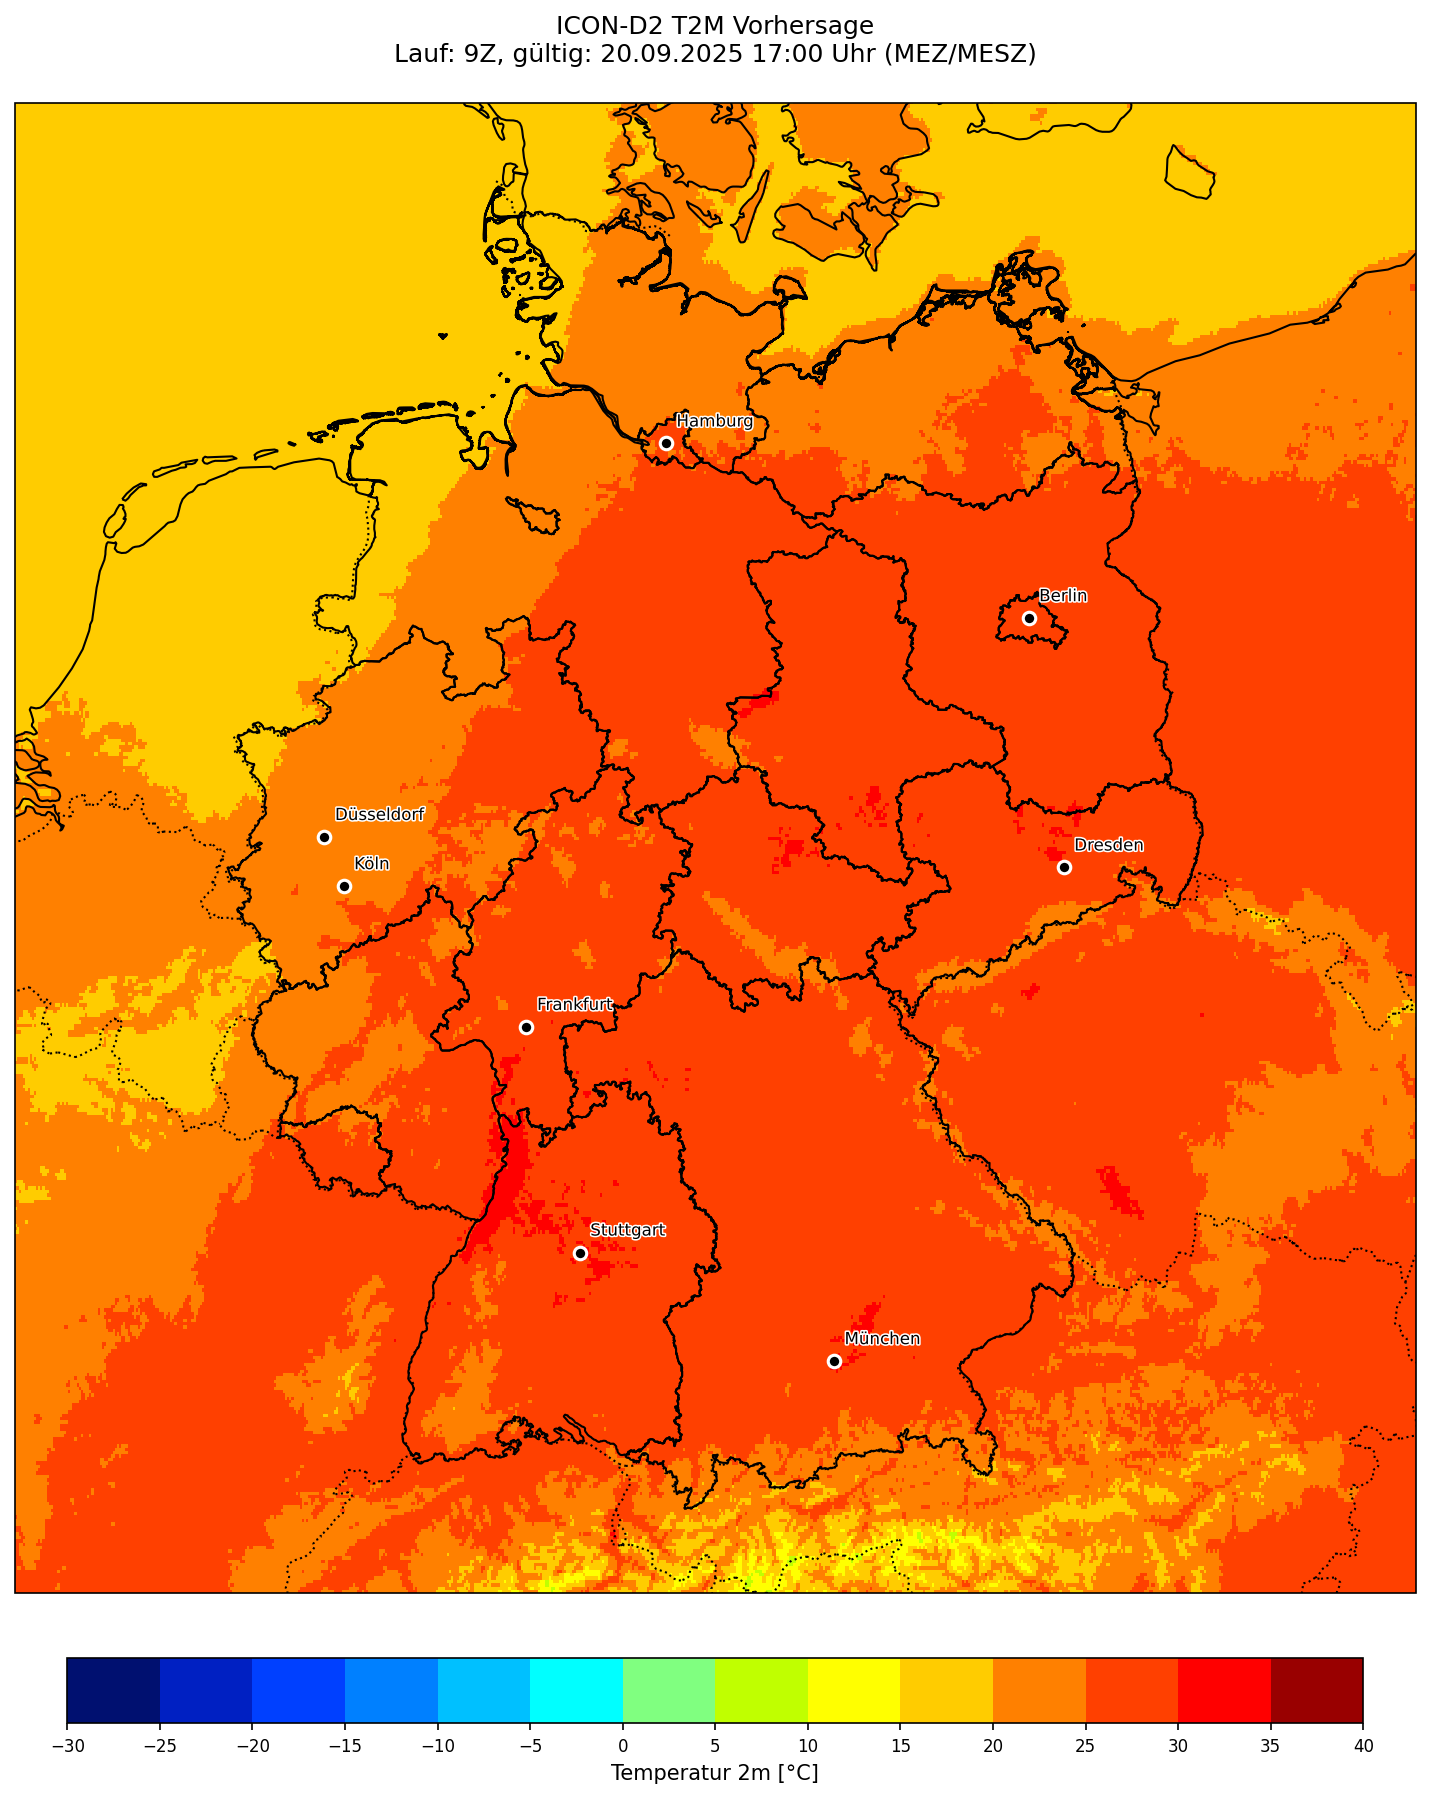 ICON-D2 T2M Vorhersage
Lauf: 9Z, gültig: 20.09.2025 17:00 Uhr (MEZ/MESZ)
Hamburg
Berlin
Düsseldorf
Köln
Dresden
Frankfurt
Stuttgart
München
−30 −25 −20 −15 −10 −5 0 5 10 15 20 25 30 35 40
Temperatur 2m [°C]